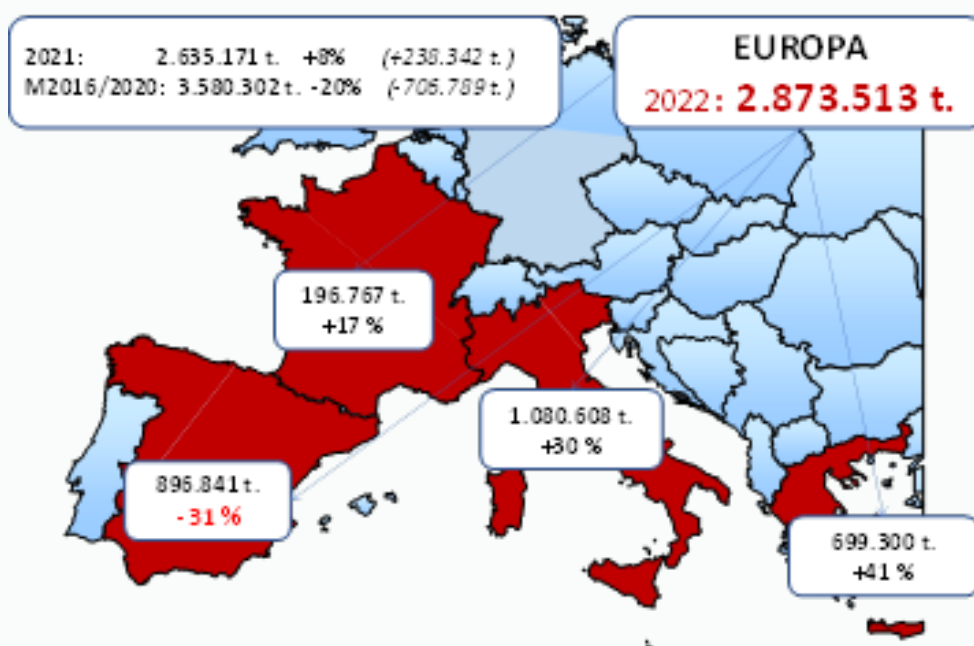 2021: 2.635.171 t. +8% (+238.342 t.)
M2016/2020: 3.580.302 t. -20% (-706.789 t.)
EUROPA
2022: 2.873.513 t.
196.767 t.
+17 %
1.080.608 t.
+30 %
896.841 t.
-31 %
699.300 t.
+41 %